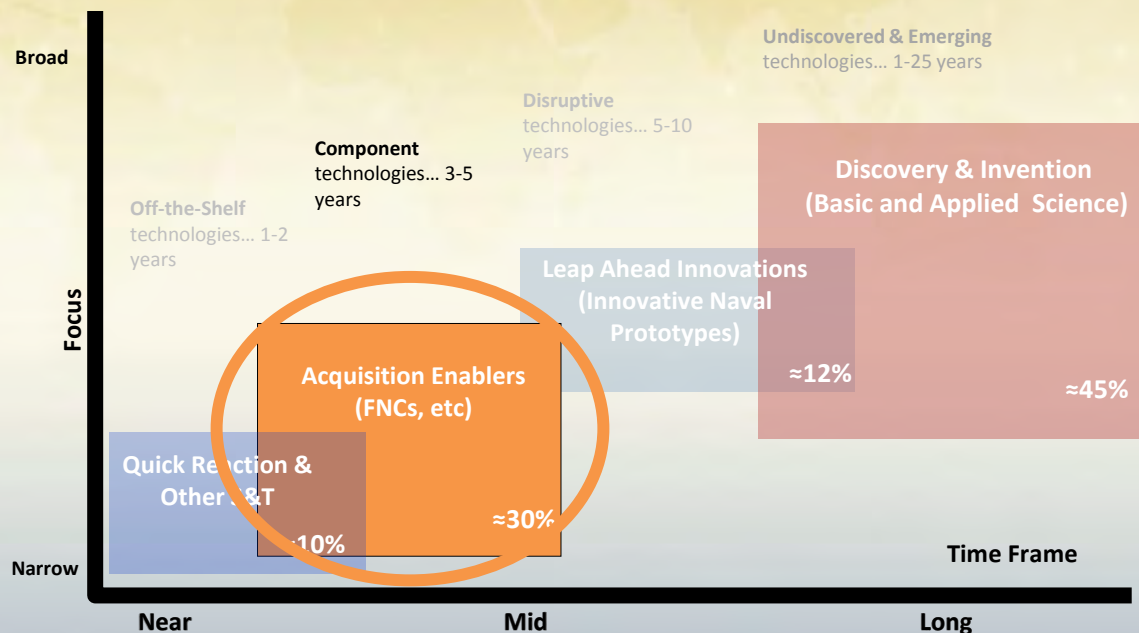 Broad
Undiscovered & Emerging
technologies... 1-25 years
Disruptive
technologies... 5-10
years
Component
technologies... 3-5
years
Off-the-Shelf
technologies... 1-2
years
Discovery & Invention
(Basic and Applied Science)
≈45%
Leap Ahead Innovations
(Innovative Naval
Prototypes)
≈12%
Acquisition Enablers
(FNCs, etc)
≈30%
Quick Reaction &
Other S&T
10%
Focus
Narrow
Time Frame
Near
Mid
Long